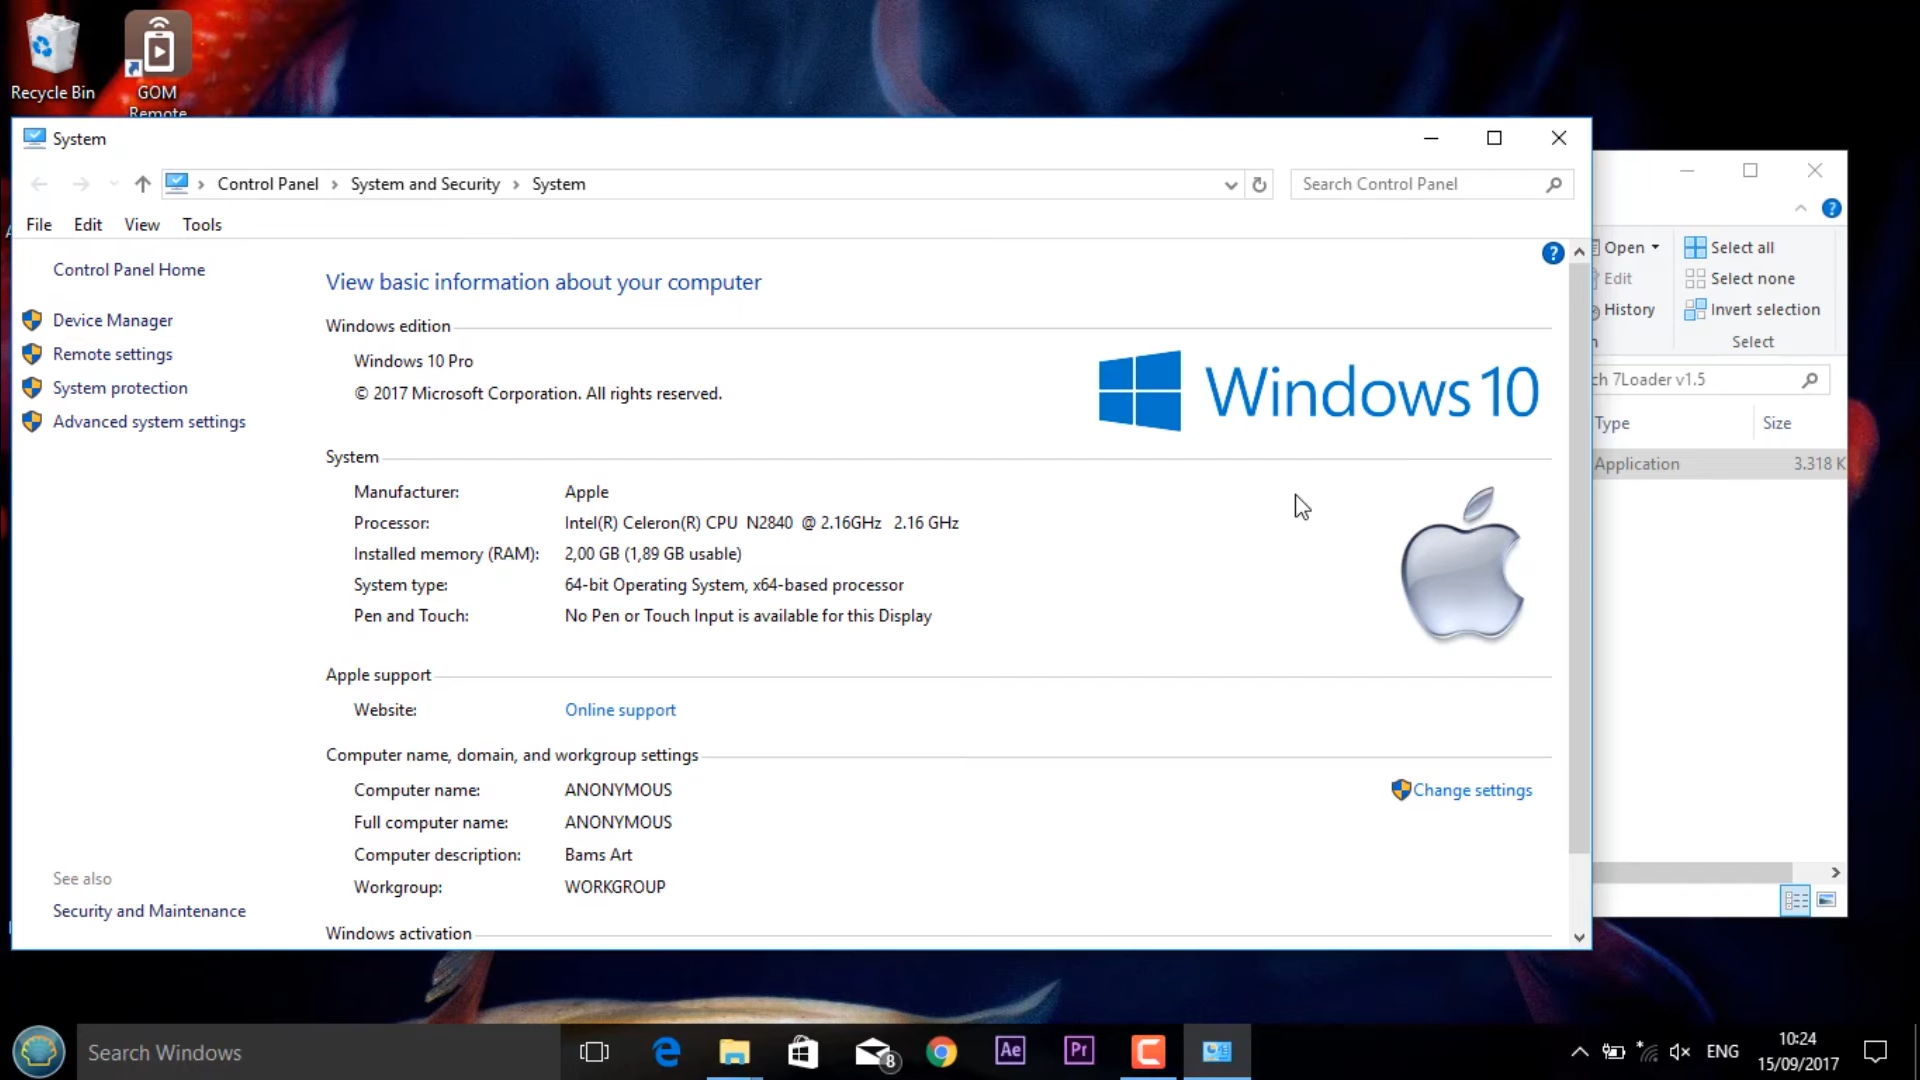 Recycle Bin
GOM
Remote
System
Control Panel
System and Security
System
Search Control Panel
File
Edit
View
Tools
Control Panel Home
Device Manager
Remote settings
System protection
Advanced system settings
See also
Security and Maintenance
View basic information about your computer
Windows edition
Windows 10 Pro
© 2017 Microsoft Corporation. All rights reserved.
Windows 10
System
Manufacturer: Apple
Processor: Intel(R) Celeron(R) CPU N2840 @ 2.16GHz 2.16 GHz
Installed memory (RAM): 2,00 GB (1,89 GB usable)
System type: 64-bit Operating System, x64-based processor
Pen and Touch: No Pen or Touch Input is available for this Display
Apple support
Website: Online support
Computer name, domain, and workgroup settings
Computer name: ANONYMOUS
Change settings
Full computer name: ANONYMOUS
Computer description: Bams Art
Workgroup: WORKGROUP
Windows activation
Open
Select all
Edit
Select none
History
Invert selection
Select
ch 7Loader v1.5
Type
Size
Application
3.318 K
Search Windows
8
Ae
Pr
ENG
10:24
15/09/2017